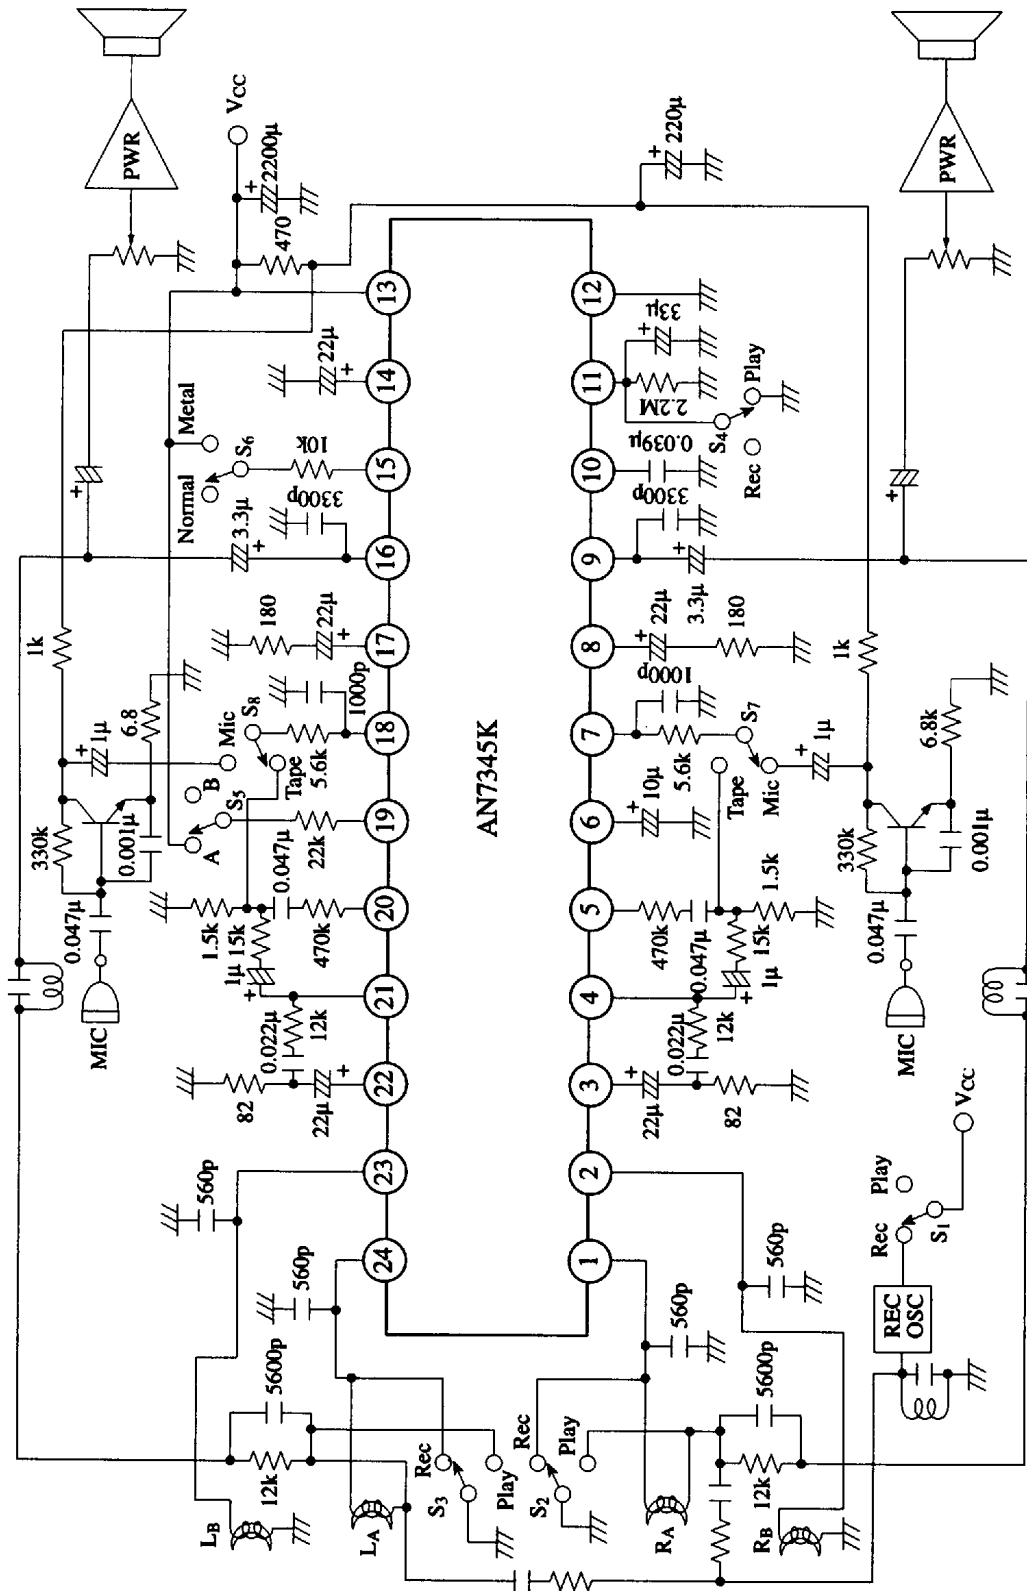 PWR
PWR
VCC
2200μ
470
220μ
13
12
33μ
22μ
14
11
2.2M
Play
S4
Rec
Metal
S6
Normal
10k
15
10
0.039μ
3300p
3300p
3.3μ
16
9
3.3μ
180
22μ
17
8
22μ
180
1k
1k
1000p
1000p
6.8
1μ
Mic
S8
Tape
5.6k
18
7
5.6k
S7
Mic
Tape
1μ
6.8k
AN7345K
B
S5
A
22k
19
6
10μ
330k
0.001μ
330k
0.001μ
0.047μ
0.047μ
1.5k
15k
0.047μ
470k
20
5
470k
0.047μ
1.5k
15k
1μ
21
4
1μ
MIC
MIC
0.022μ
12k
0.022μ
12k
82
22μ
22
3
22μ
82
VCC
560p
23
2
560p
Play
Rec
S1
560p
24
1
560p
REC
OSC
5600p
12k
5600p
12k
Rec
Play
S3
Rec
Play
S2
LB
LA
RA
RB